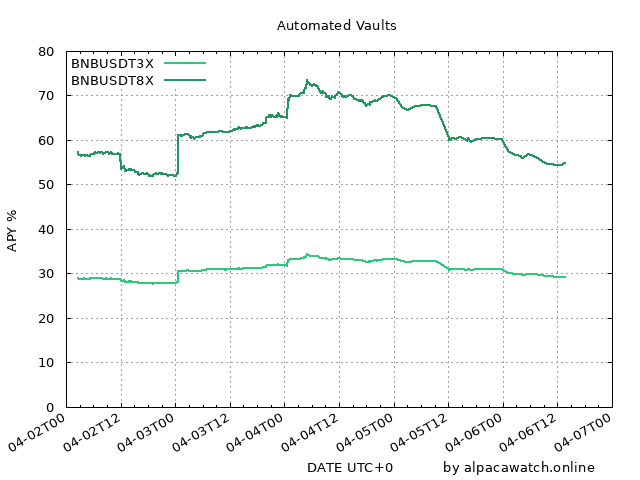 Automated Vaults
BNBUSDT3X
BNBUSDT8X
APY %
80
70
60
50
40
30
20
10
0
04-02T00
04-02T12
04-03T00
04-03T12
04-04T00
04-04T12
04-05T00
04-05T12
04-06T00
04-06T12
04-07T00
DATE UTC+0
by alpacawatch.online